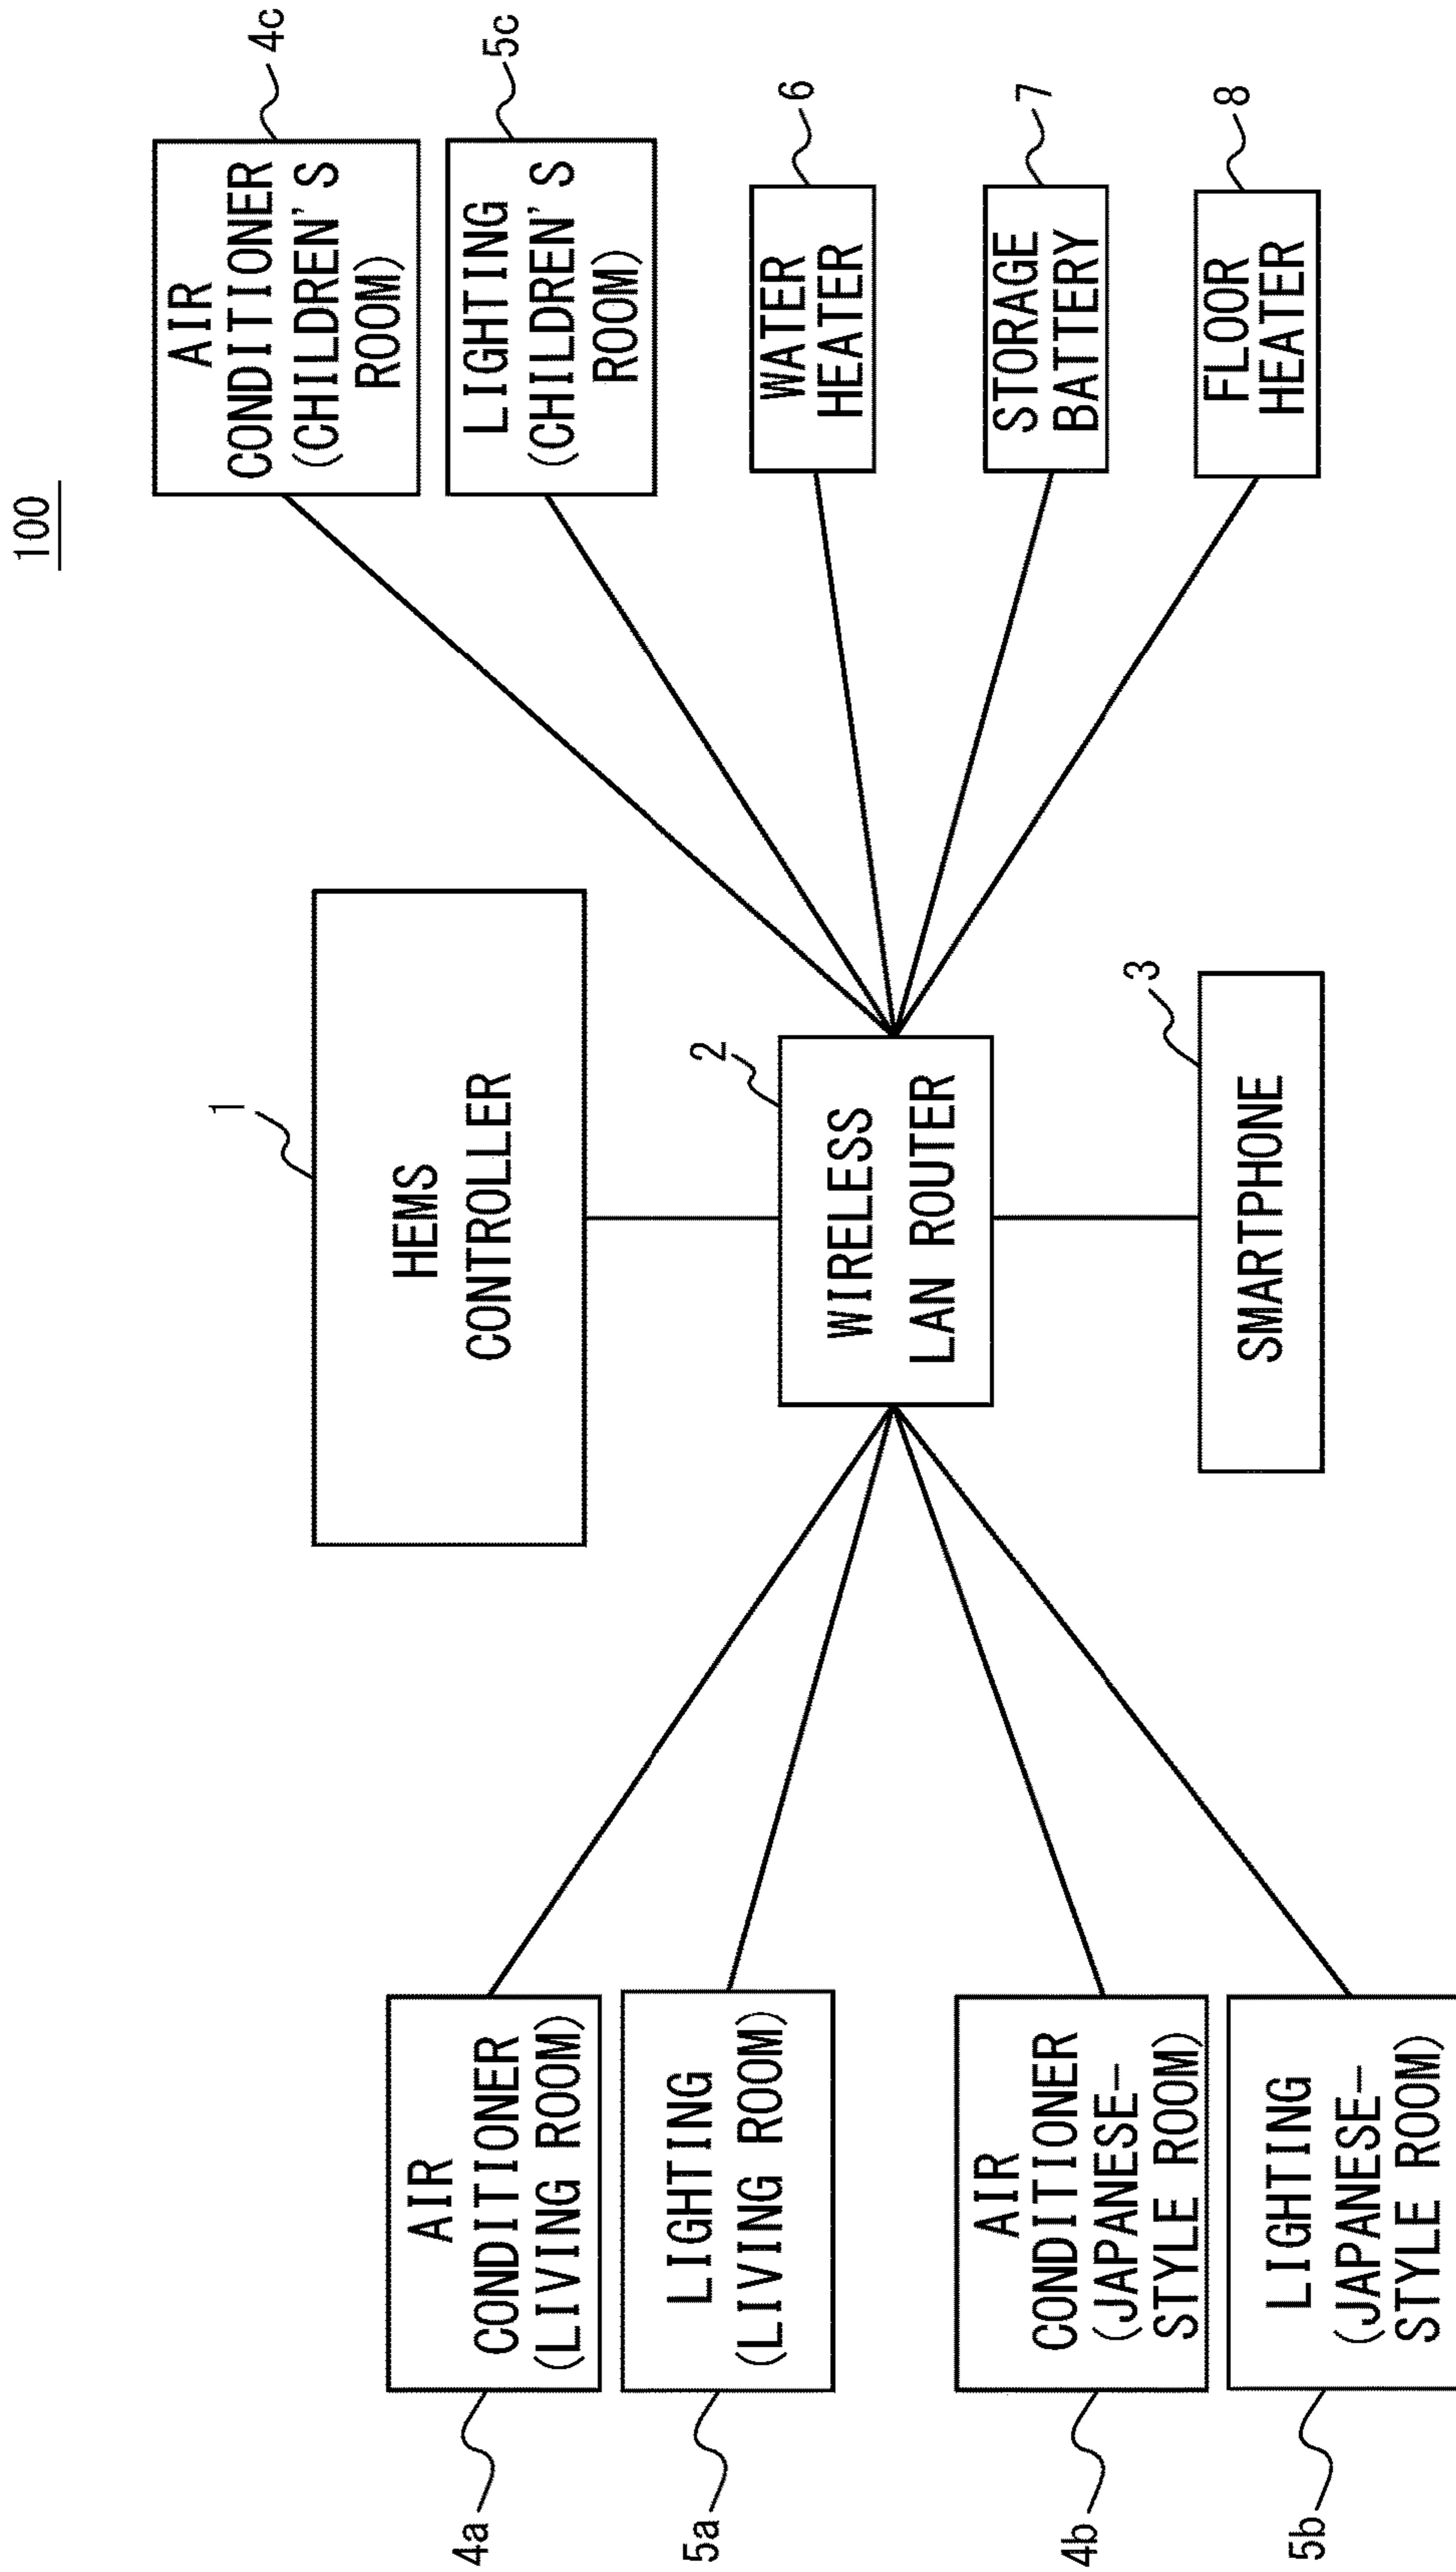 100
1
HEMS
CONTROLLER
4a
AIR
CONDITIONER
(LIVING ROOM)
5a
LIGHTING
(LIVING ROOM)
4b
AIR
CONDITIONER
(JAPANESE-
STYLE ROOM)
5b
LIGHTING
(JAPANESE-
STYLE ROOM)
2
WIRELESS
LAN ROUTER
3
SMARTPHONE
AIR
CONDITIONER
(CHILDREN'S
ROOM)
4c
LIGHTING
(CHILDREN'S
ROOM)
5c
WATER
HEATER
6
STORAGE
BATTERY
7
FLOOR
HEATER
8